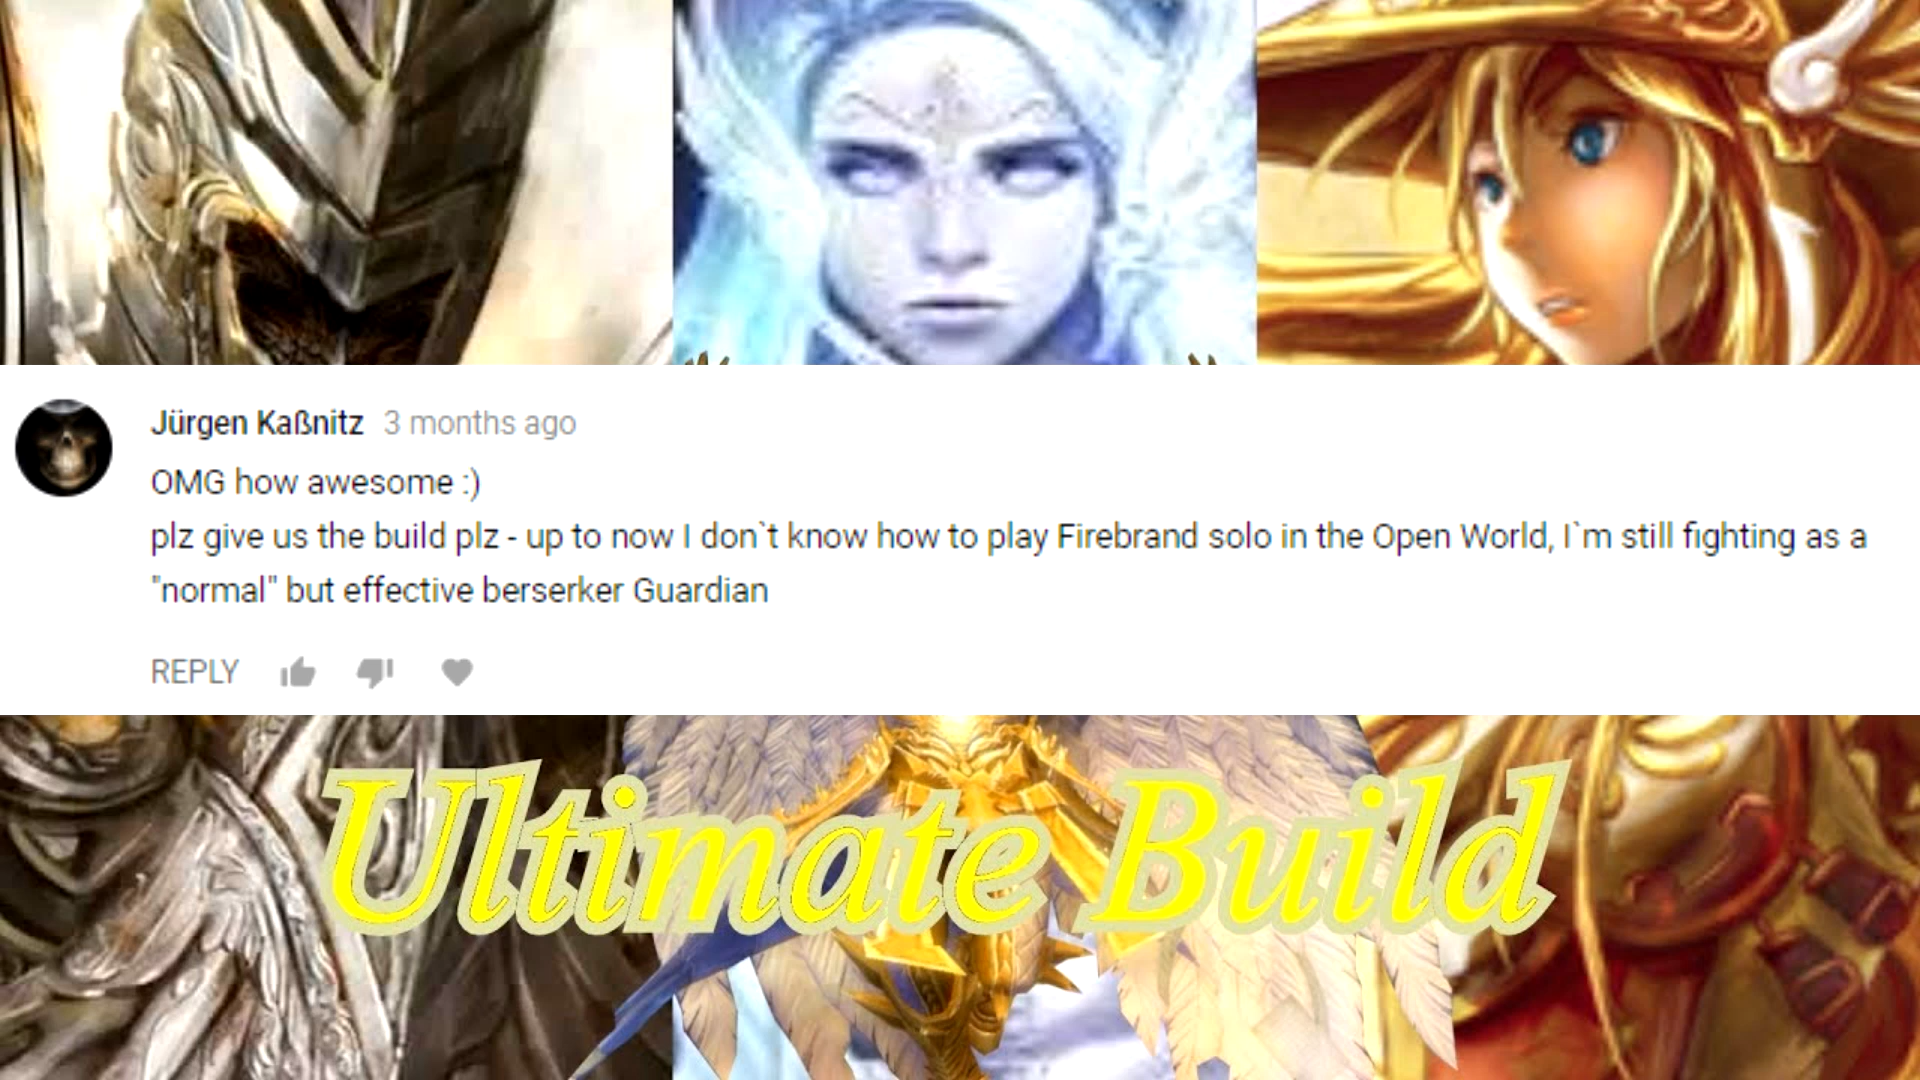 Jürgen Kaßnitz 3 months ago
OMG how awesome :)
plz give us the build plz - up to now I don`t know how to play Firebrand solo in the Open World, I`m still fighting as a
"normal" but effective berserker Guardian
REPLY
Ultimate Build